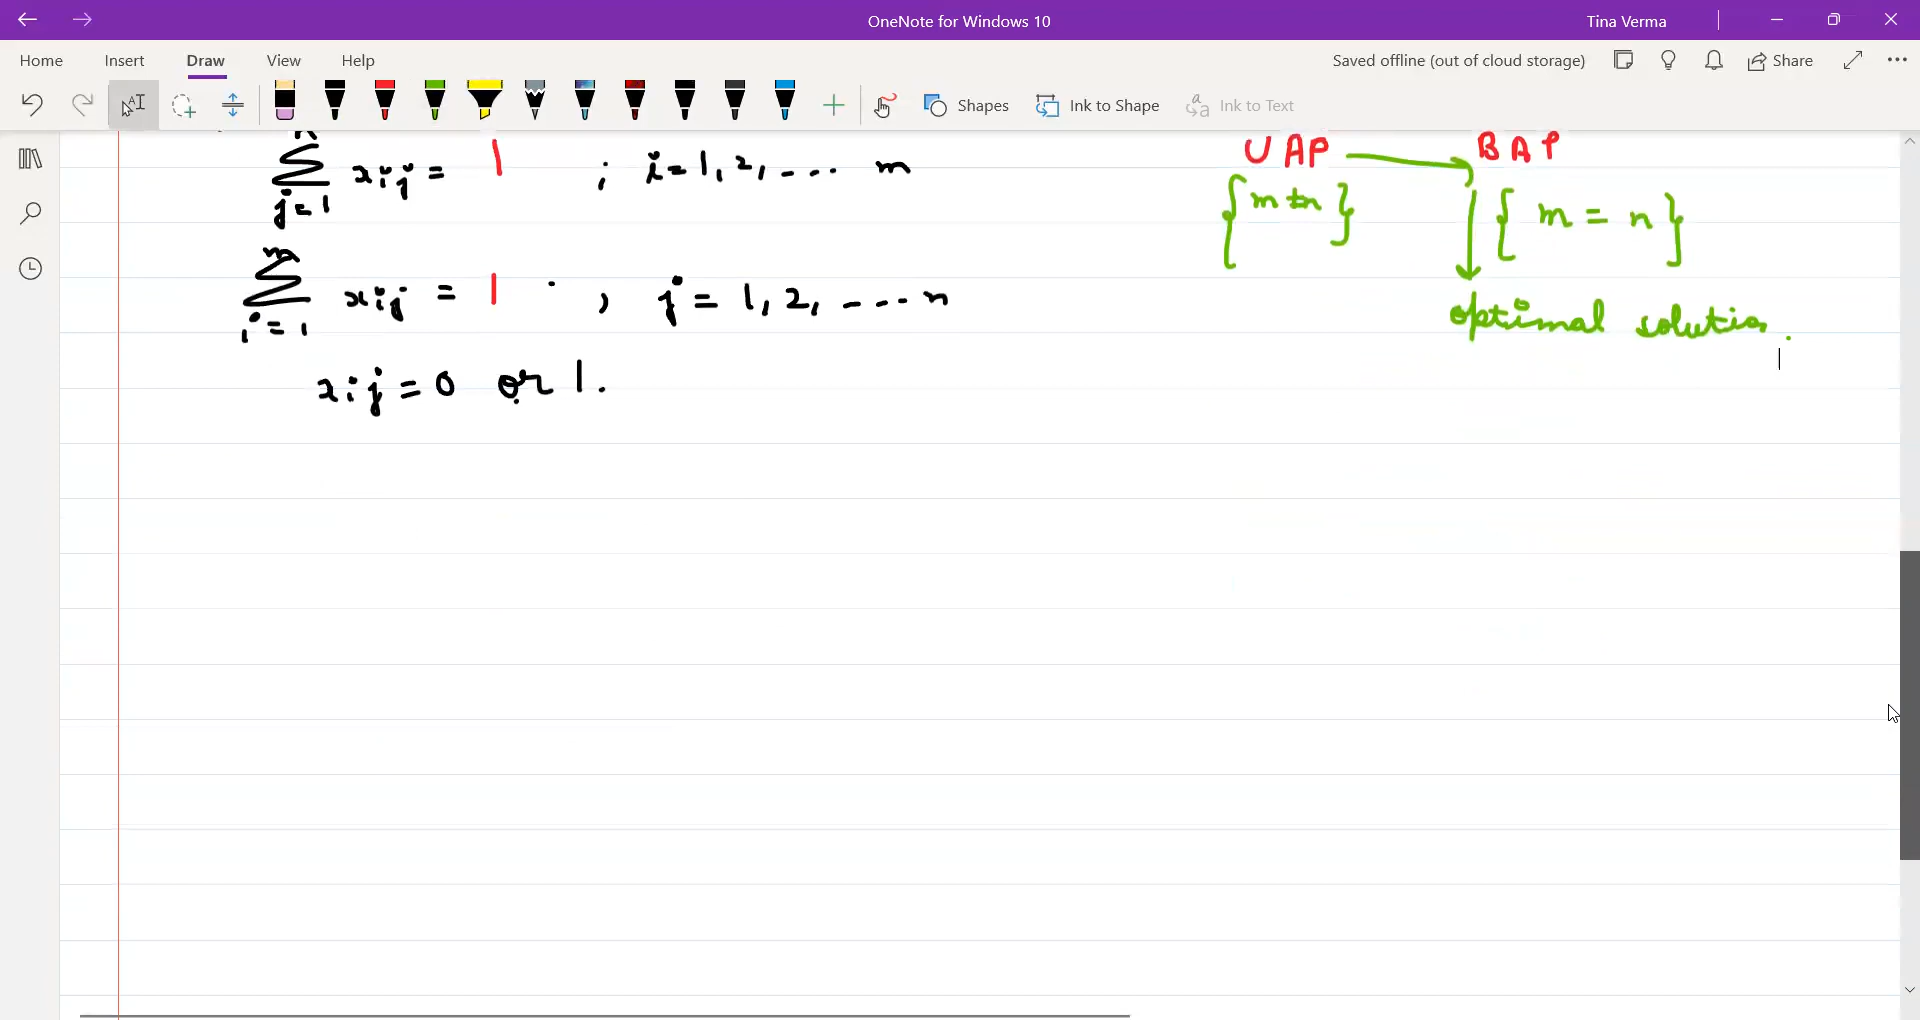 OneNote for Windows 10
Tina Verma
Home Insert Draw View Help
Saved offline (out of cloud storage)
Share
Shapes Ink to Shape Ink to Text
n
∑ xij = 1 ; i = 1, 2, .... m
j=1
m
∑ xij = 1 ; j = 1, 2, .... n
i=1
xij = 0 or 1.
UAP → BAP
{m≠n} { m = n }
optimal solution.